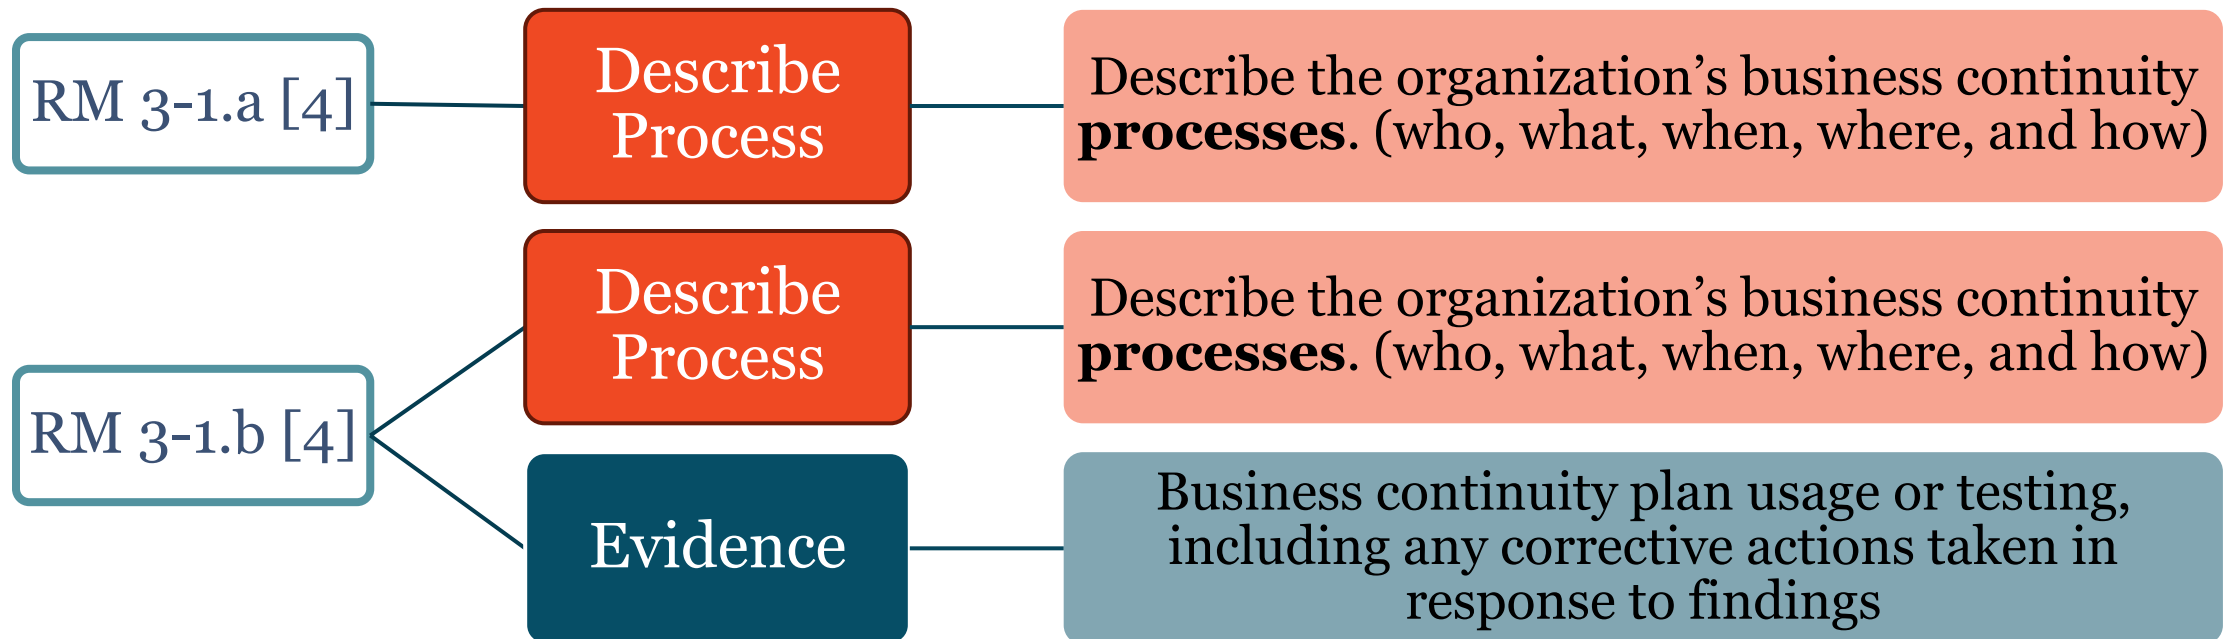 RM 3-1.a [4]
Describe
Process
Describe the organization’s business continuity
processes. (who, what, when, where, and how)
RM 3-1.b [4]
Describe
Process
Describe the organization’s business continuity
processes. (who, what, when, where, and how)
Evidence
Business continuity plan usage or testing,
including any corrective actions taken in
response to findings